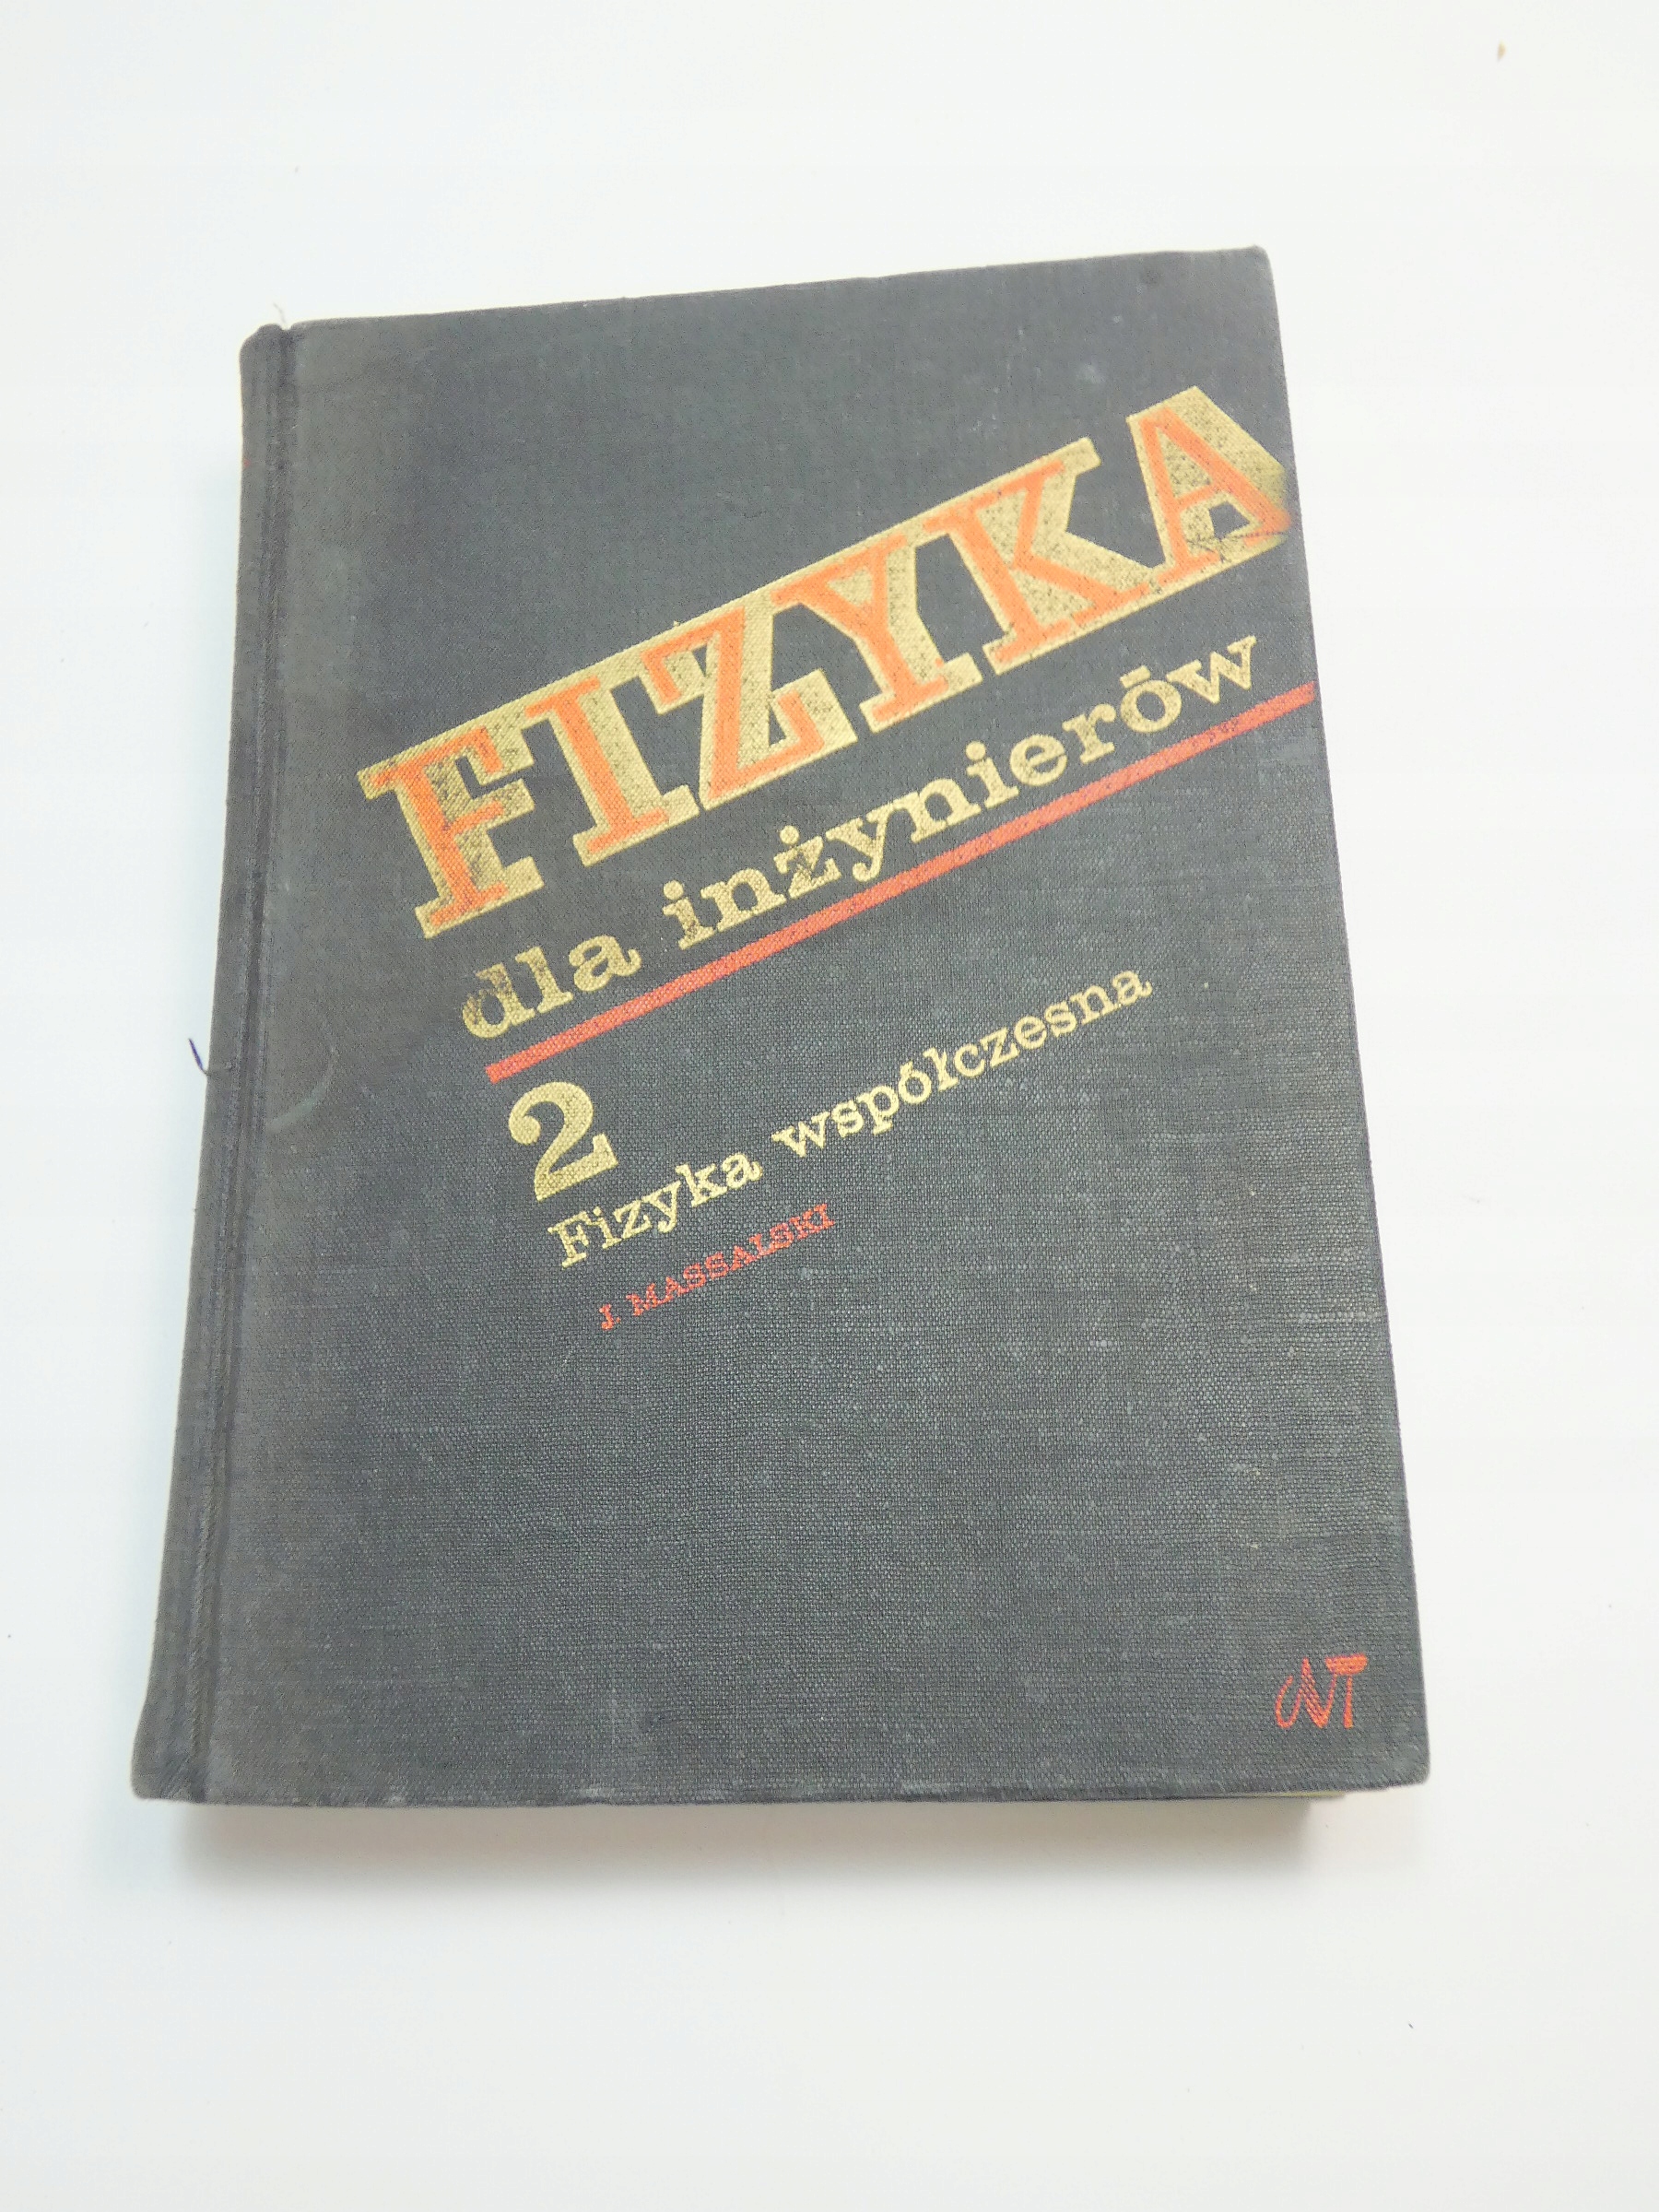 FIZYKA
dla inżynierów
2
Fizyka współczesna
J MASSALSKI
WNT